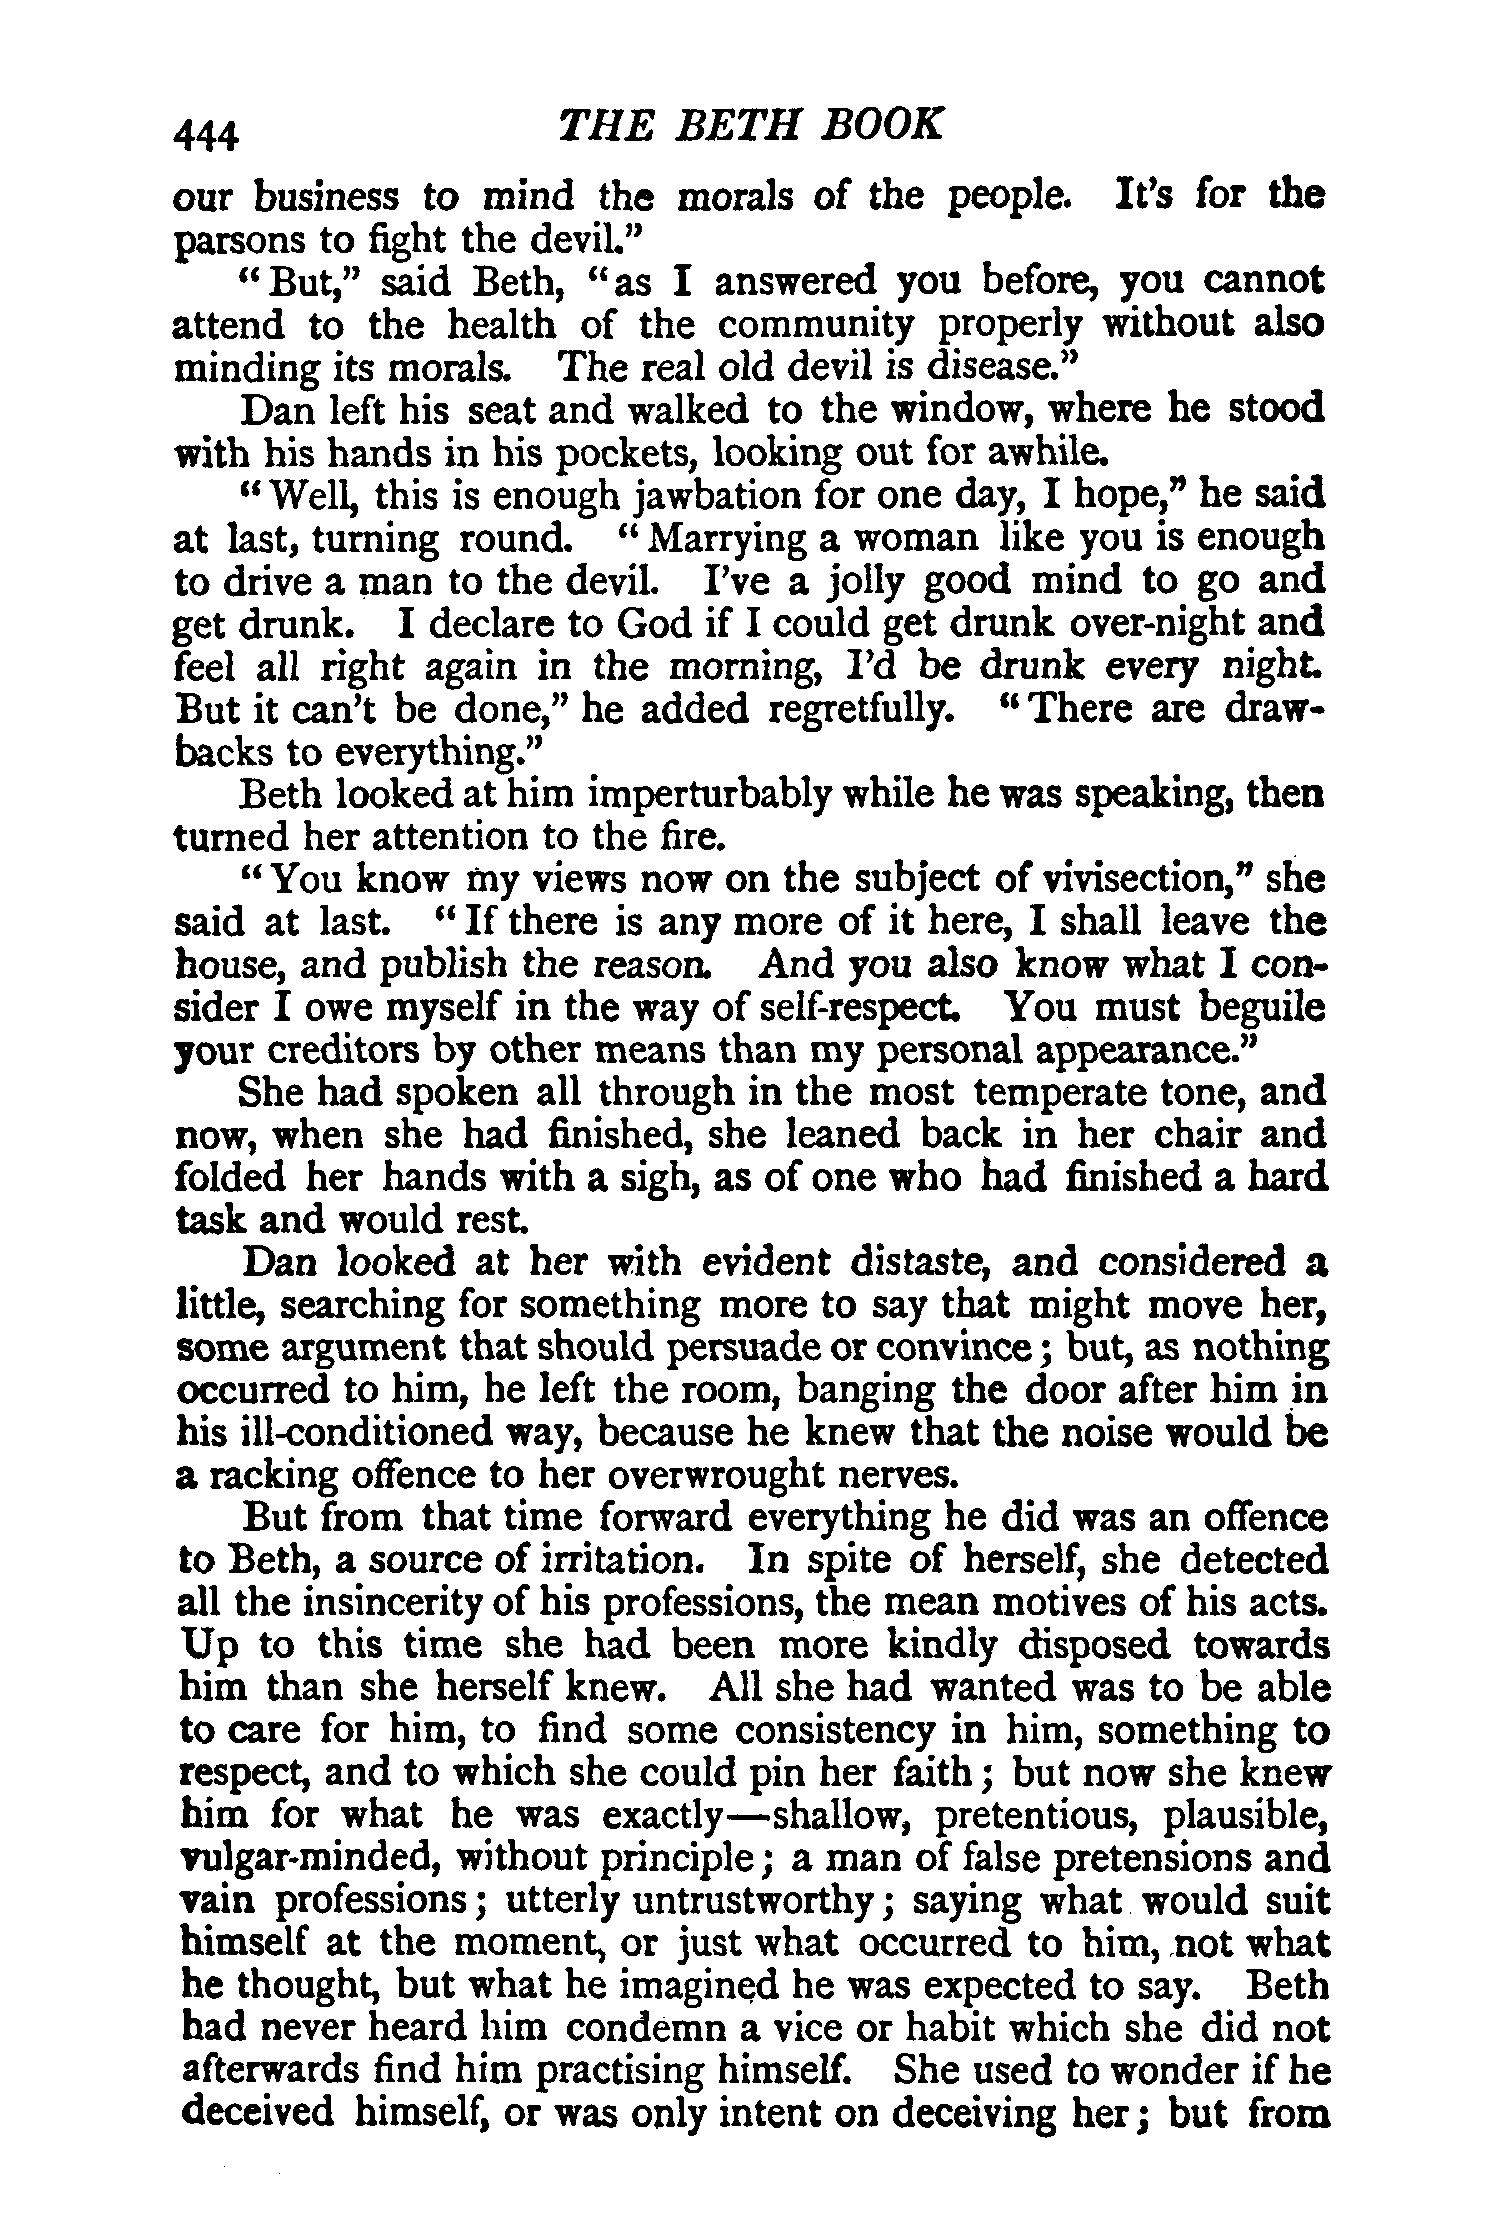 444 THE BETH BOOK
our business to mind the morals of the people. It's for the
parsons to fight the devil."
"But," said Beth, "as I answered you before, you cannot
attend to the health of the community properly without also
minding its morals. The real old devil is disease."
Dan left his seat and walked to the window, where he stood
with his hands in his pockets, looking out for awhile.
"Well, this is enough jawbation for one day, I hope," he said
at last, turning round. "Marrying a woman like you is enough
to drive a man to the devil. I've a jolly good mind to go and
get drunk. I declare to God if I could get drunk over-night and
feel all right again in the morning, I'd be drunk every night.
But it can't be done," he added regretfully. "There are draw-
backs to everything."
Beth looked at him imperturbably while he was speaking, then
turned her attention to the fire.
"You know my views now on the subject of vivisection," she
said at last. "If there is any more of it here, I shall leave the
house, and publish the reason. And you also know what I con-
sider I owe myself in the way of self-respect. You must beguile
your creditors by other means than my personal appearance."
She had spoken all through in the most temperate tone, and
now, when she had finished, she leaned back in her chair and
folded her hands with a sigh, as of one who had finished a hard
task and would rest.
Dan looked at her with evident distaste, and considered a
little, searching for something more to say that might move her,
some argument that should persuade or convince; but, as nothing
occurred to him, he left the room, banging the door after him in
his ill-conditioned way, because he knew that the noise would be
a racking offence to her overwrought nerves.
But from that time forward everything he did was an offence
to Beth, a source of irritation. In spite of herself, she detected
all the insincerity of his professions, the mean motives of his acts.
Up to this time she had been more kindly disposed towards
him than she herself knew. All she had wanted was to be able
to care for him, to find some consistency in him, something to
respect, and to which she could pin her faith; but now she knew
him for what he was exactly—shallow, pretentious, plausible,
vulgar-minded, without principle; a man of false pretensions and
vain professions; utterly untrustworthy; saying what would suit
himself at the moment, or just what occurred to him, not what
he thought, but what he imagined he was expected to say. Beth
had never heard him condemn a vice or habit which she did not
afterwards find him practising himself. She used to wonder if he
deceived himself, or was only intent on deceiving her; but from